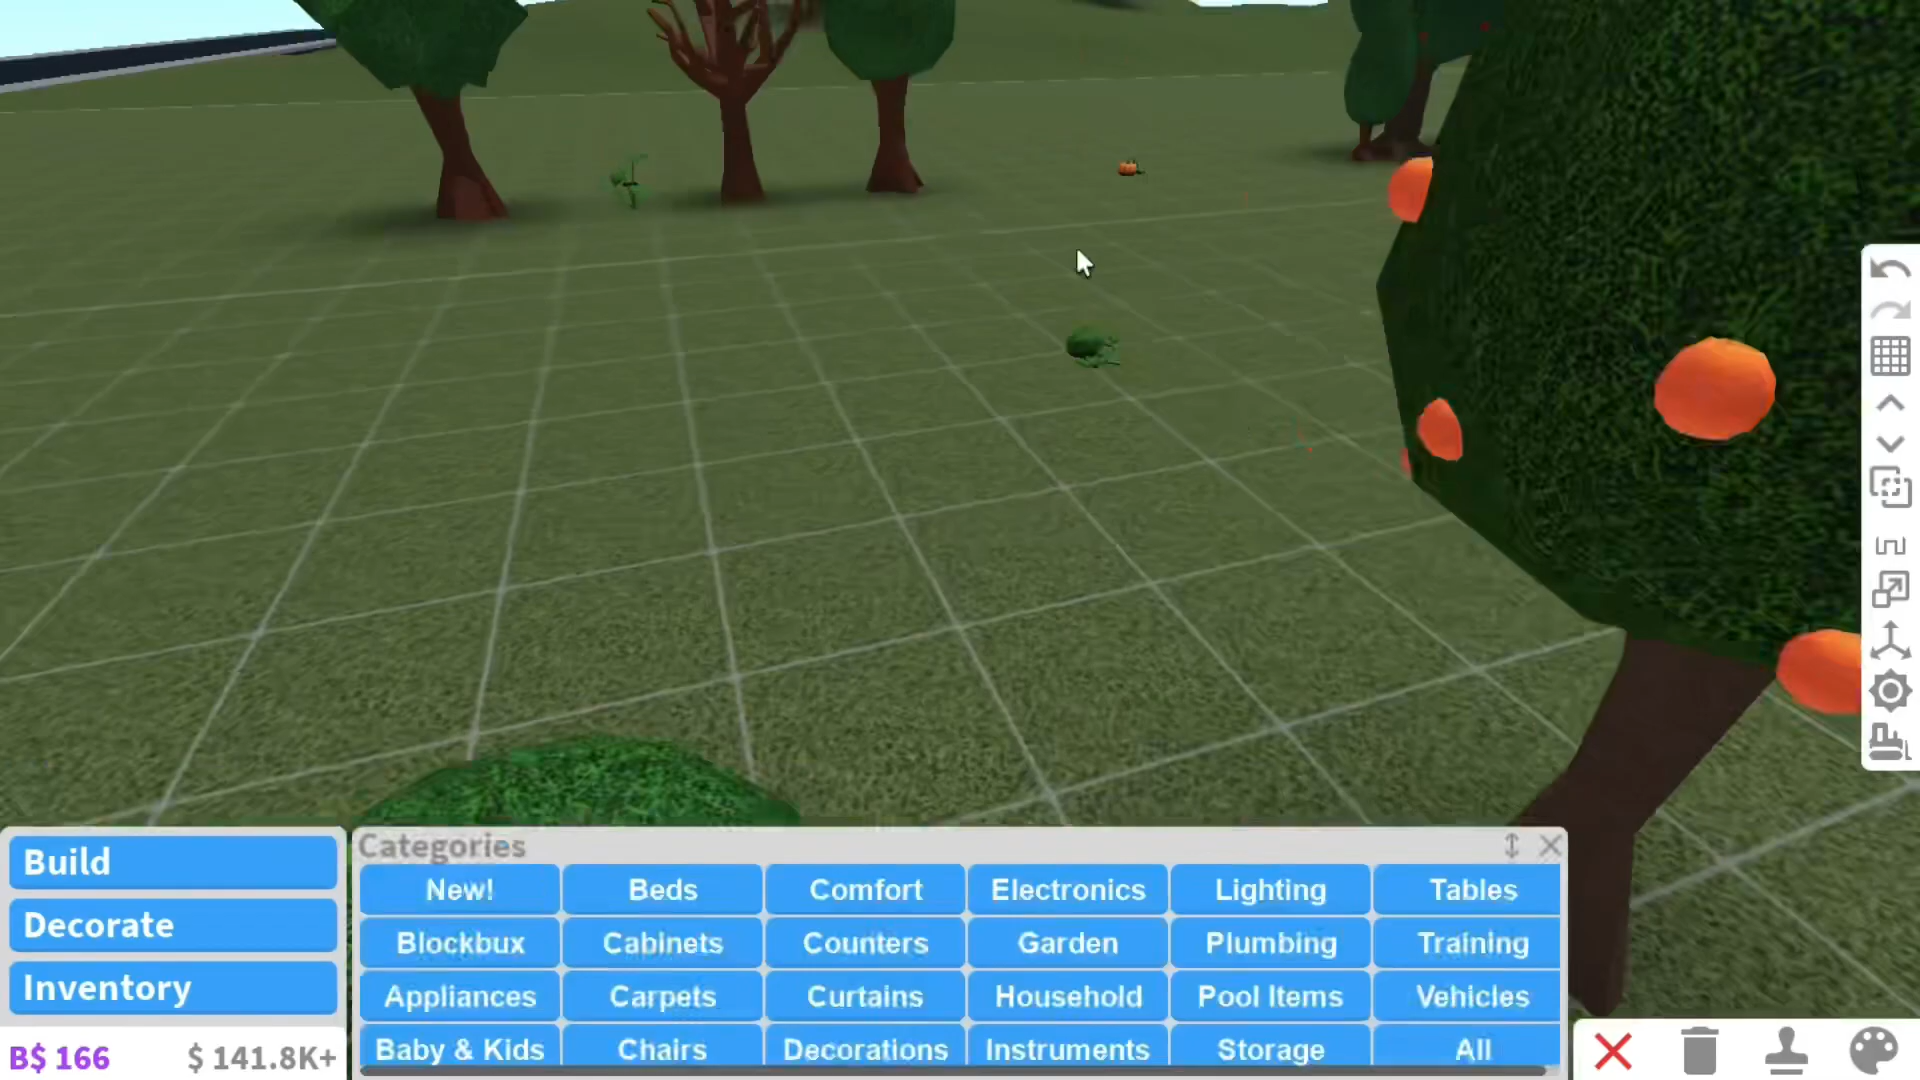 Build
Decorate
Inventory
B$ 166 $ 141.8K+
Categories
New! Beds Comfort Electronics Lighting Tables
Blockbux Cabinets Counters Garden Plumbing Training
Appliances Carpets Curtains Household Pool Items Vehicles
Baby & Kids Chairs Decorations Instruments Storage All